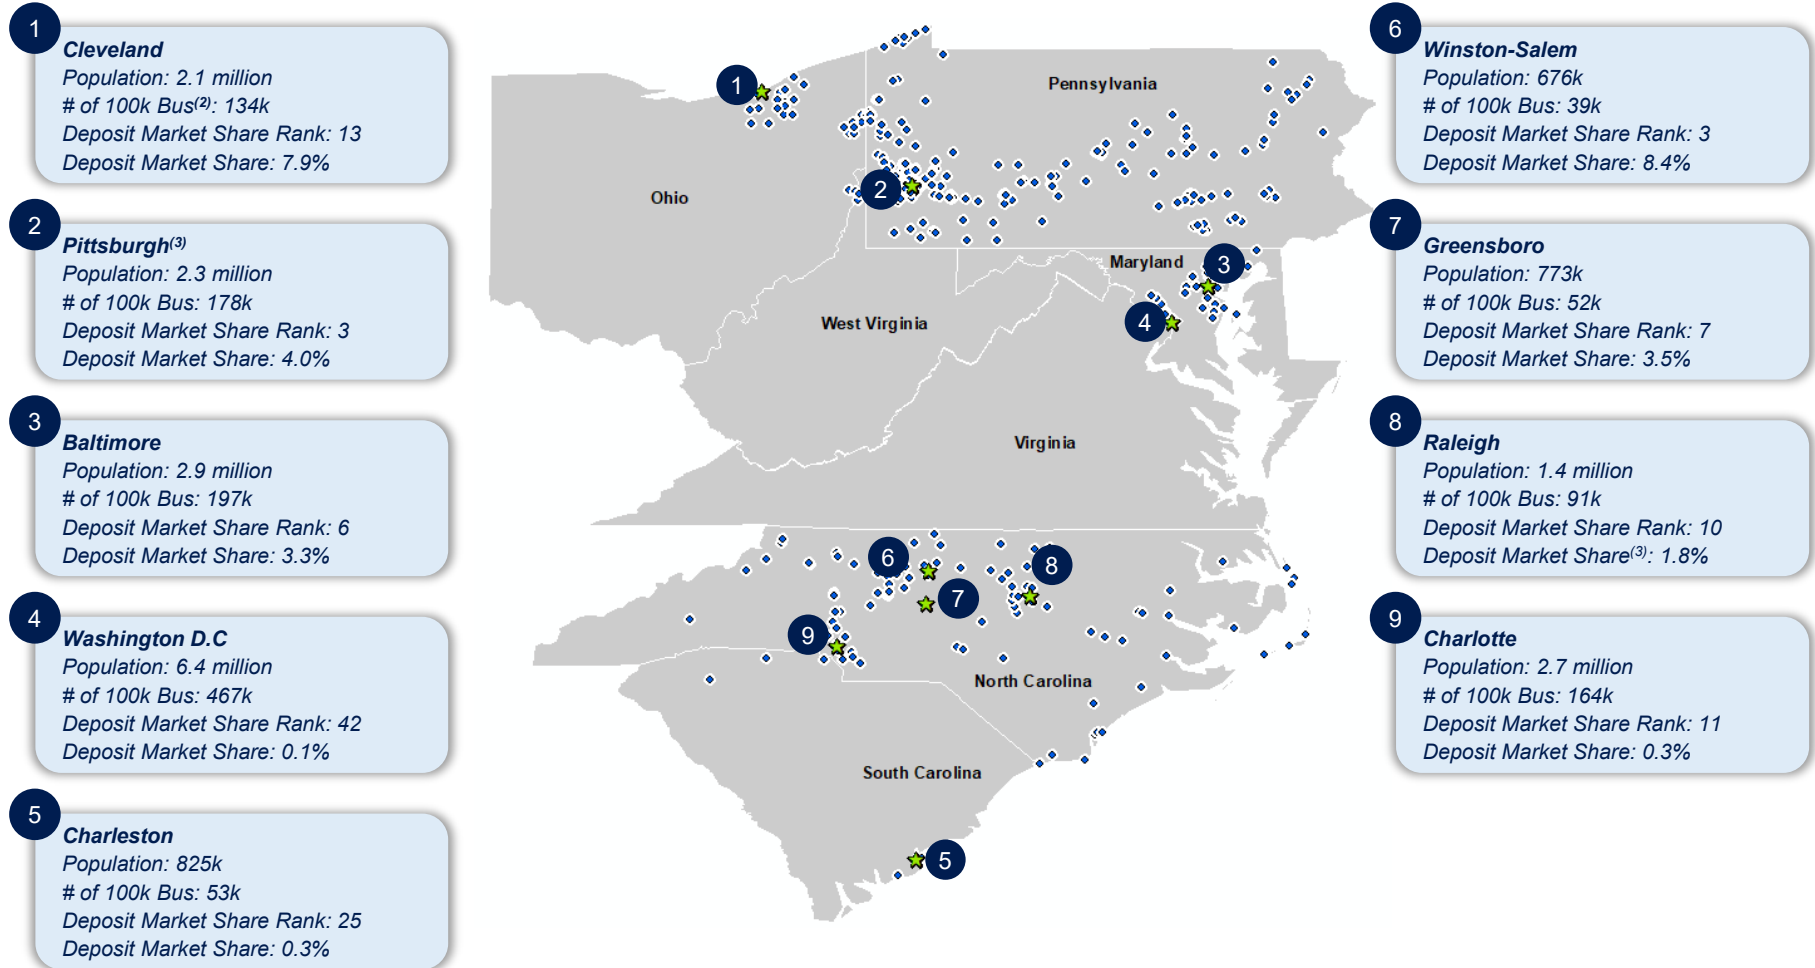 1
Cleveland
Population: 2.1 million
# of 100k Bus(2): 134k
Deposit Market Share Rank: 13
Deposit Market Share: 7.9%
2
Pittsburgh(3)
Population: 2.3 million
# of 100k Bus: 178k
Deposit Market Share Rank: 3
Deposit Market Share: 4.0%
3
Baltimore
Population: 2.9 million
# of 100k Bus: 197k
Deposit Market Share Rank: 6
Deposit Market Share: 3.3%
4
Washington D.C
Population: 6.4 million
# of 100k Bus: 467k
Deposit Market Share Rank: 42
Deposit Market Share: 0.1%
5
Charleston
Population: 825k
# of 100k Bus: 53k
Deposit Market Share Rank: 25
Deposit Market Share: 0.3%
1
Pennsylvania
2
Ohio
Maryland
3
4
West Virginia
Virginia
6
8
7
9
North Carolina
South Carolina
5
6
Winston-Salem
Population: 676k
# of 100k Bus: 39k
Deposit Market Share Rank: 3
Deposit Market Share: 8.4%
7
Greensboro
Population: 773k
# of 100k Bus: 52k
Deposit Market Share Rank: 7
Deposit Market Share: 3.5%
8
Raleigh
Population: 1.4 million
# of 100k Bus: 91k
Deposit Market Share Rank: 10
Deposit Market Share(3): 1.8%
9
Charlotte
Population: 2.7 million
# of 100k Bus: 164k
Deposit Market Share Rank: 11
Deposit Market Share: 0.3%